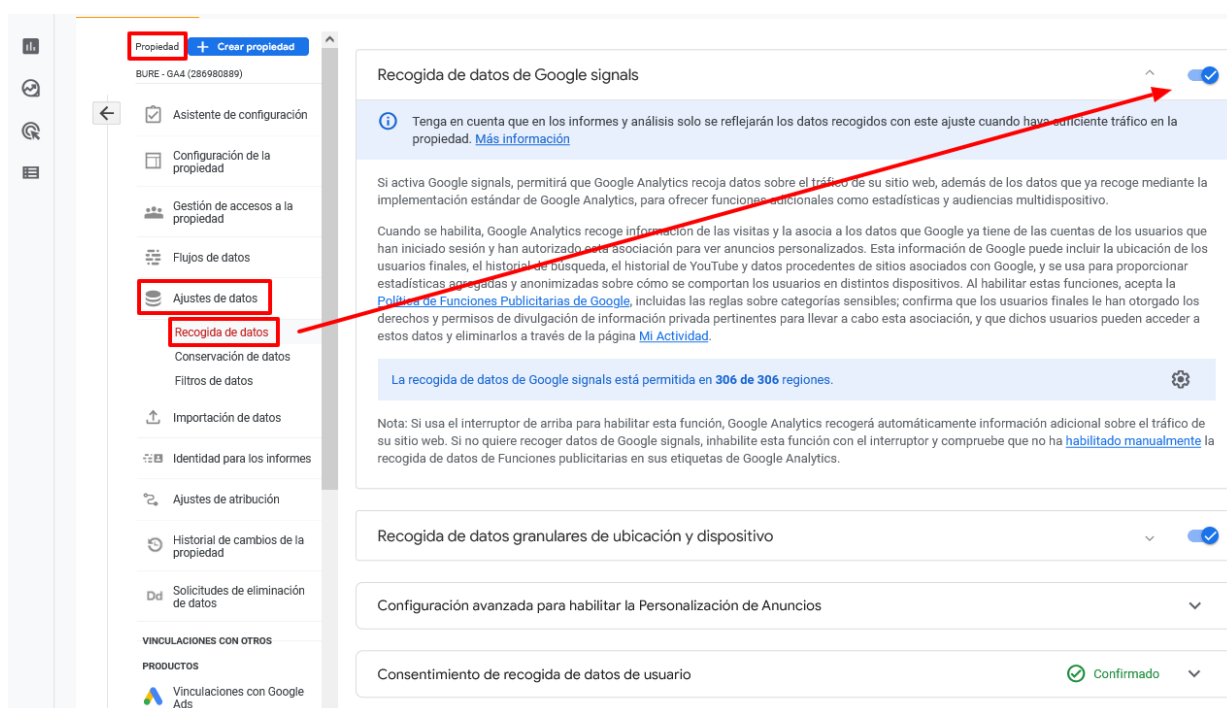 Propiedad
Crear propiedad
BURE - GA4 (286980889)
Asistente de configuración
Configuración de la
propiedad
Gestión de accesos a la
propiedad
Flujos de datos
Ajustes de datos
Recogida de datos
Conservación de datos
Filtros de datos
Importación de datos
Identidad para los informes
Ajustes de atribución
Historial de cambios de la
propiedad
Dd
Solicitudes de eliminación
de datos
VINCULACIONES CON OTROS
PRODUCTOS
Vinculaciones con Google
Ads
Recogida de datos de Google signals
Tenga en cuenta que en los informes y análisis solo se reflejarán los datos recogidos con este ajuste cuando haya suficiente tráfico en la
propiedad. Más información
Si activa Google signals, permitirá que Google Analytics recoja datos sobre el tráfico de su sitio web, además de los datos que ya recoge mediante la
implementación estándar de Google Analytics, para ofrecer funciones adicionales como estadísticas y audiencias multidispositivo.
Cuando se habilita, Google Analytics recoge información de las visitas y la asocia a los datos que Google ya tiene de las cuentas de los usuarios que
han iniciado sesión y han autorizado esta asociación para ver anuncios personalizados. Esta información de Google puede incluir la ubicación de los
usuarios finales, el historial de búsqueda, el historial de YouTube y datos procedentes de sitios asociados con Google, y se usa para proporcionar
estadísticas agregadas y anonimizadas sobre cómo se comportan los usuarios en distintos dispositivos. Al habilitar estas funciones, acepta la
Política de Funciones Publicitarias de Google, incluidas las reglas sobre categorías sensibles; confirma que los usuarios finales le han otorgado los
derechos y permisos de divulgación de información privada pertinentes para llevar a cabo esta asociación, y que dichos usuarios pueden acceder a
estos datos y eliminarlos a través de la página Mi Actividad.
La recogida de datos de Google signals está permitida en 306 de 306 regiones.
Nota: Si usa el interruptor de arriba para habilitar esta función, Google Analytics recogerá automáticamente información adicional sobre el tráfico de
su sitio web. Si no quiere recoger datos de Google signals, inhabilite esta función con el interruptor y compruebe que no ha habilitado manualmente la
recogida de datos de Funciones publicitarias en sus etiquetas de Google Analytics.
Recogida de datos granulares de ubicación y dispositivo
Configuración avanzada para habilitar la Personalización de Anuncios
Consentimiento de recogida de datos de usuario
Confirmado